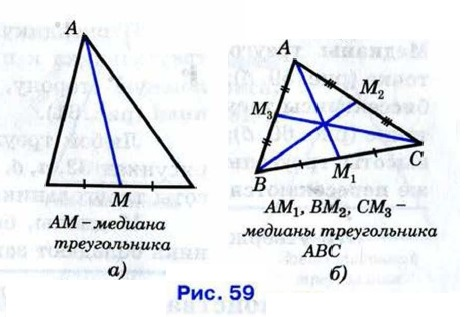 A
M
AM – медиана
треугольника
а)
A
M₂
M₃
C
B
M₁
AM₁, BM₂, CM₃ –
медианы треугольника
ABC
б)
Рис. 59